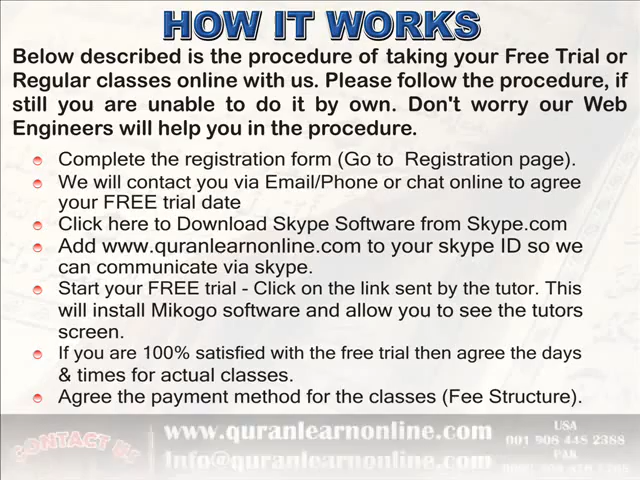 HOW IT WORKS
Below described is the procedure of taking your Free Trial or
Regular classes online with us. Please follow the procedure, if
still you are unable to do it by own. Don't worry our Web
Engineers will help you in the procedure.
Complete the registration form (Go to Registration page).
We will contact you via Email/Phone or chat online to agree
your FREE trial date
Click here to Download Skype Software from Skype.com
Add www.quranlearnonline.com to your skype ID so we
can communicate via skype.
Start your FREE trial - Click on the link sent by the tutor. This
will install Mikogo software and allow you to see the tutors
screen.
If you are 100% satisfied with the free trial then agree the days
& times for actual classes.
Agree the payment method for the classes (Fee Structure).
CONTACT US
www.quranlearnonline.com
Info@quranlearnonline.com
USA
001 908 448 2388
PAK